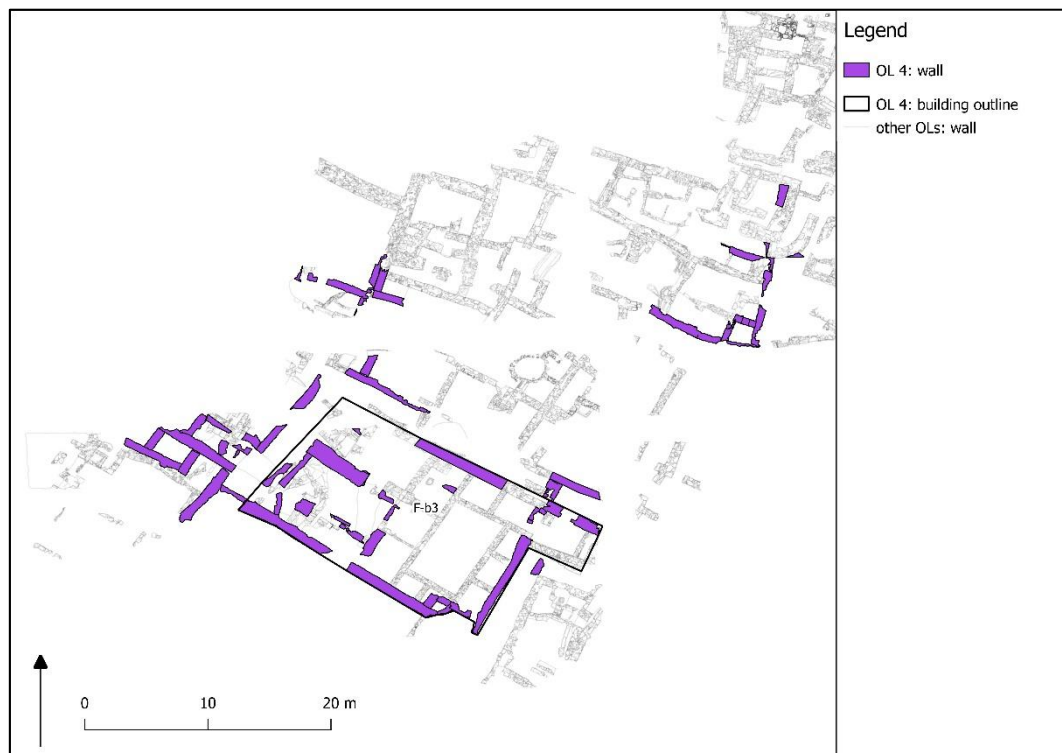 Legend
OL 4: wall
OL 4: building outline
other OLs: wall
F-b3
0 10 20 m